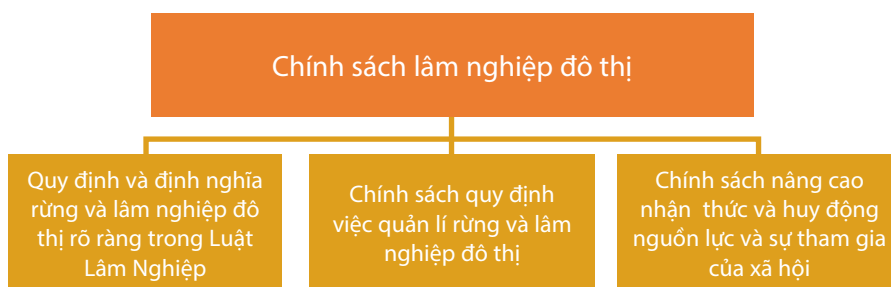 Chính sách lâm nghiệp đô thị
Quy định và định nghĩa
rừng và lâm nghiệp đô
thị rõ ràng trong Luật
Lâm Nghiệp
Chính sách quy định
việc quản lí rừng và lâm
nghiệp đô thị
Chính sách nâng cao
nhận thức và huy động
nguồn lực và sự tham gia
của xã hội